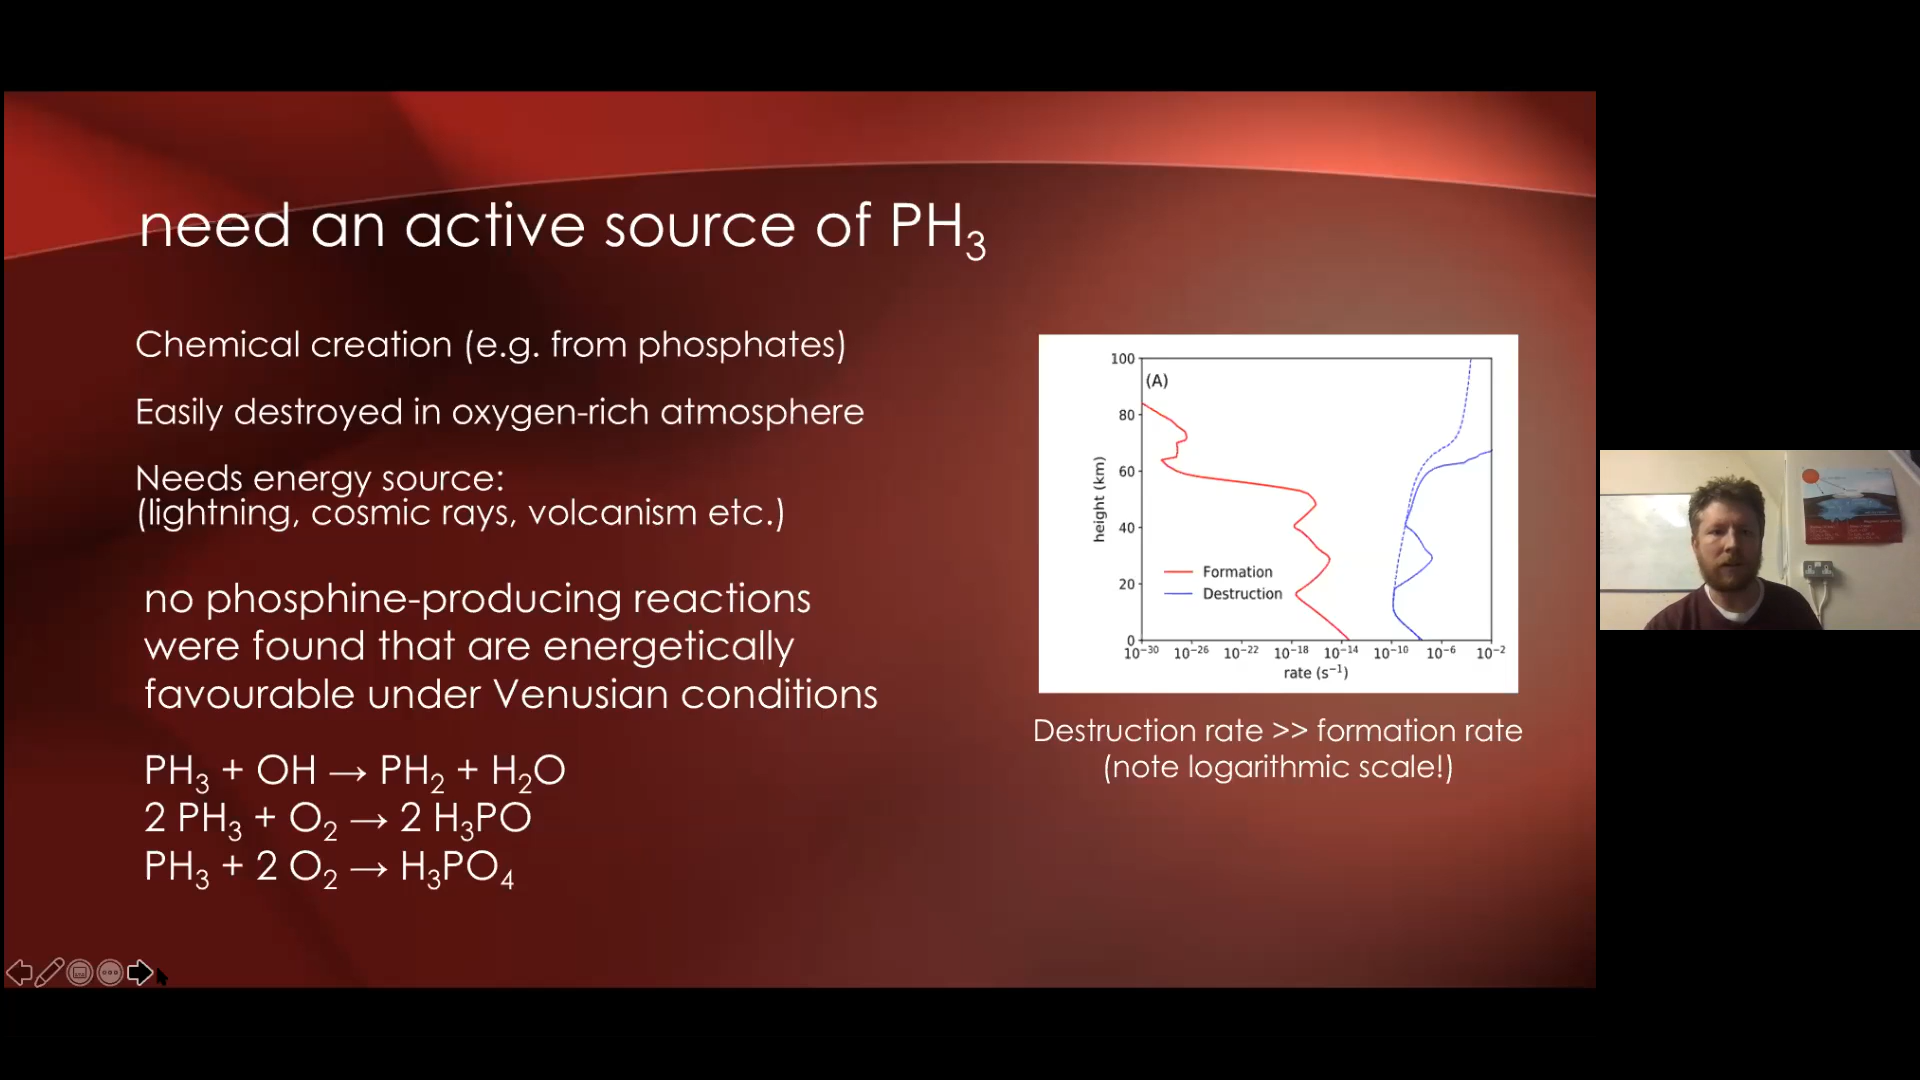 need an active source of PH₃
Chemical creation (e.g. from phosphates)
Easily destroyed in oxygen-rich atmosphere
Needs energy source:
(lightning, cosmic rays, volcanism etc.)
no phosphine-producing reactions
were found that are energetically
favourable under Venusian conditions
PH₃ + OH → PH₂ + H₂O
2 PH₃ + O₂ → 2 H₃PO
PH₃ + 2 O₂ → H₃PO₄
(A)
100
80
60
40
20
0
height (km)
Formation
Destruction
10⁻³⁰ 10⁻²⁶ 10⁻²² 10⁻¹⁸ 10⁻¹⁴ 10⁻¹⁰ 10⁻⁶ 10⁻²
rate (s⁻¹)
Destruction rate >> formation rate
(note logarithmic scale!)